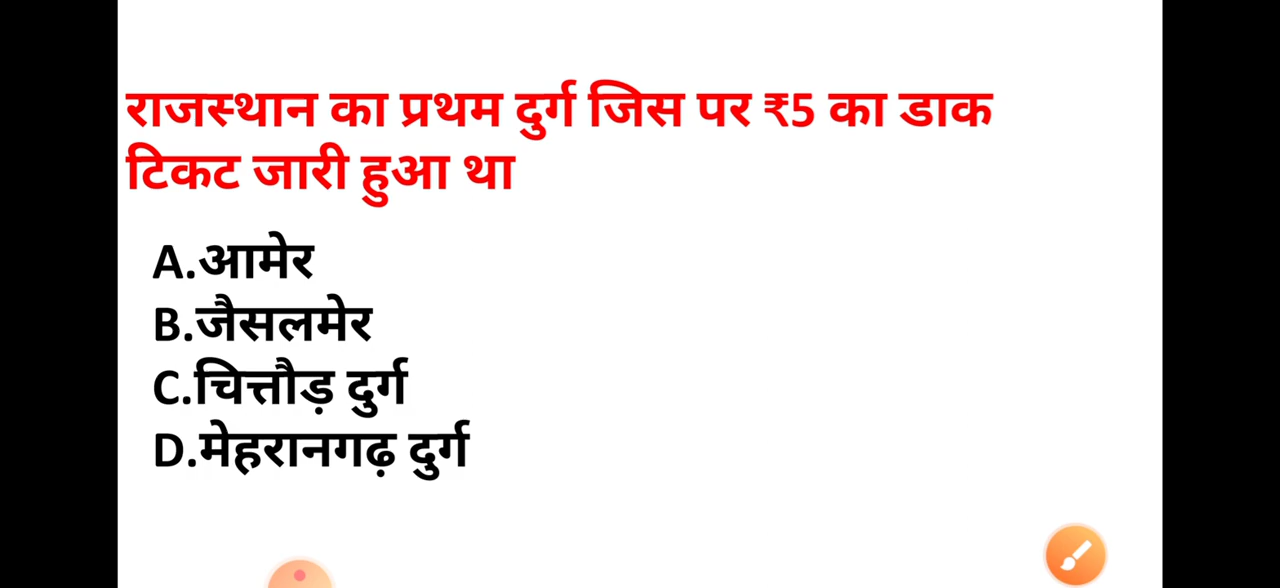 राजस्थान का प्रथम दुर्ग जिस पर ₹5 का डाक
टिकट जारी हुआ था
A.आमेर
B.जैसलमेर
C.चित्तौड़ दुर्ग
D.मेहरानगढ़ दुर्ग